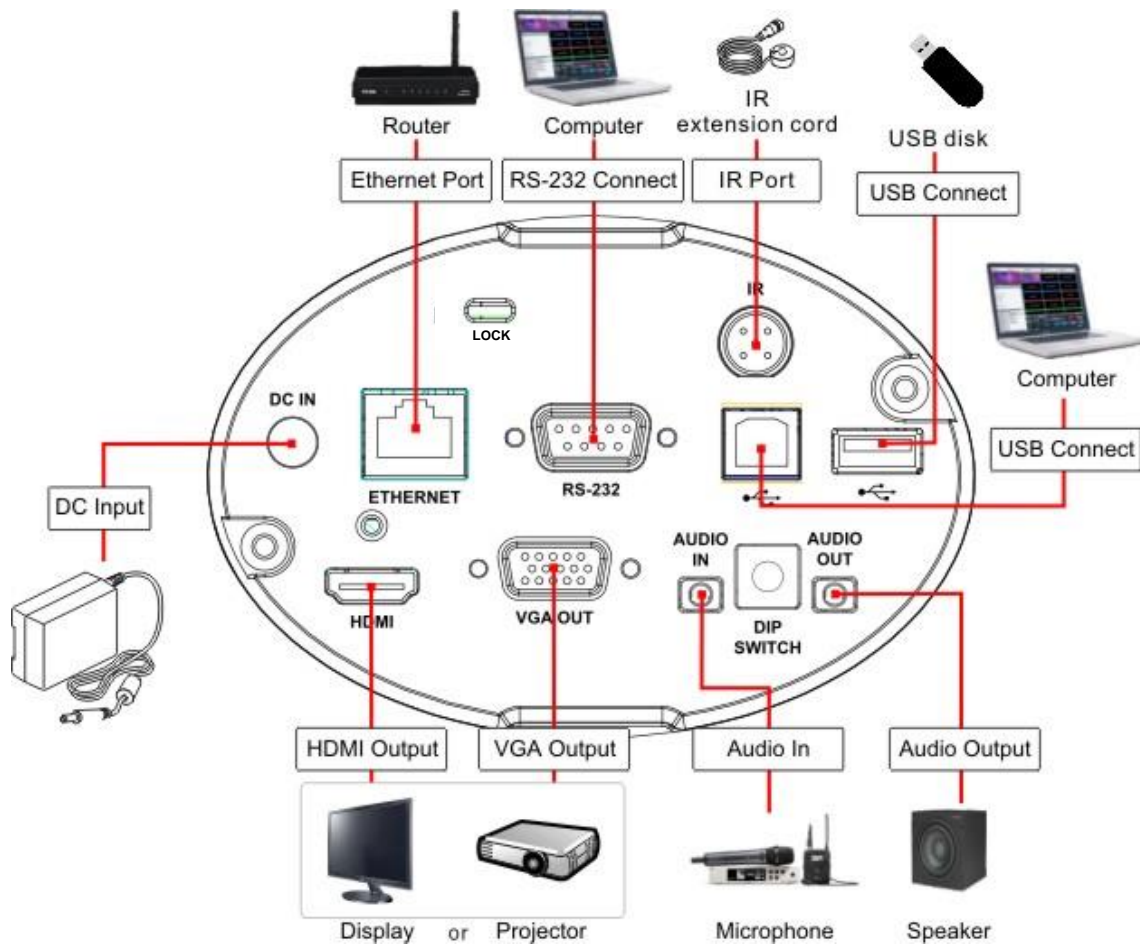 Router
Computer
IR
extension cord
USB disk
Ethernet Port
RS-232 Connect
IR Port
USB Connect
IR
LOCK
Computer
DC IN
USB Connect
ETHERNET
RS-232
DC Input
AUDIO
IN
AUDIO
OUT
HDMI
VGA OUT
DIP
SWITCH
HDMI Output
VGA Output
Audio In
Audio Output
Display or Projector
Microphone
Speaker